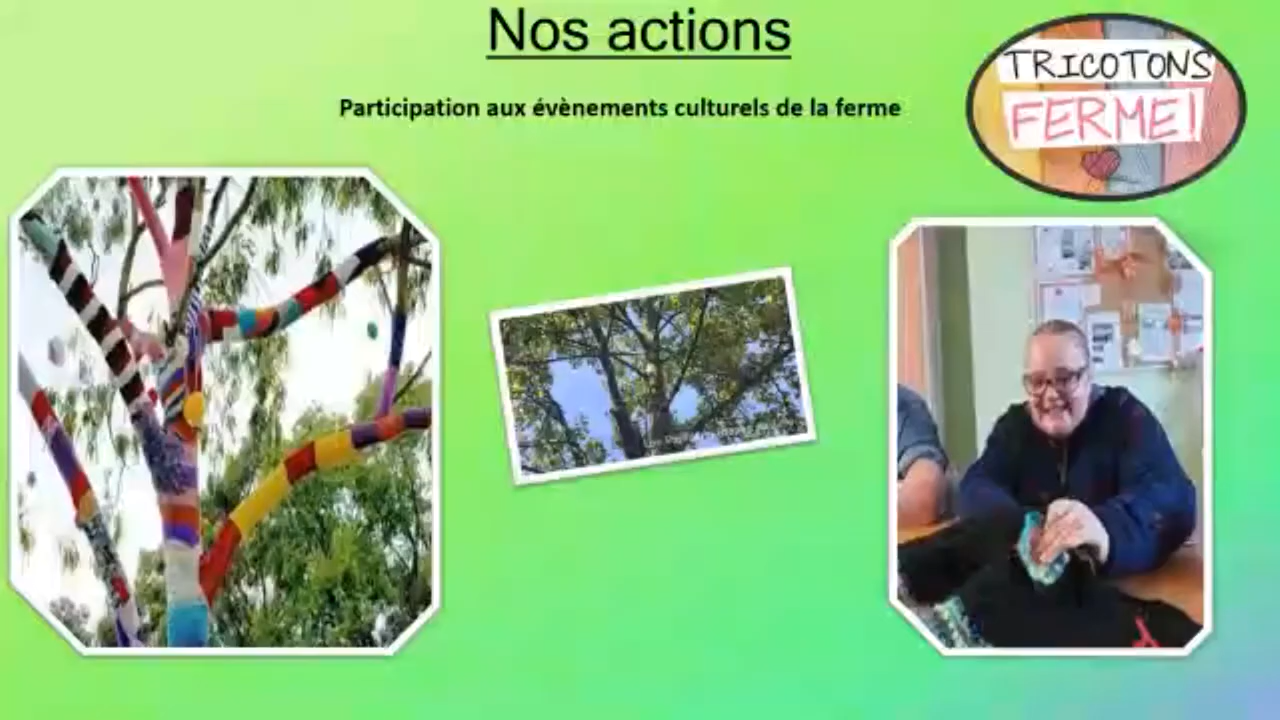 Nos actions
Participation aux évènements culturels de la ferme
TRICOTONS
FERME!